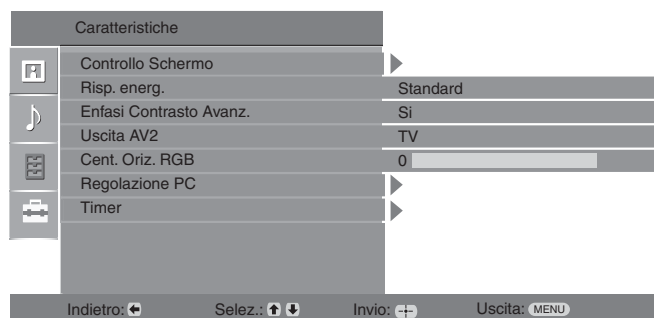 Caratteristiche
Controllo Schermo
Risp. energ. Standard
Enfasi Contrasto Avanz. Si
Uscita AV2 TV
Cent. Oriz. RGB 0
Regolazione PC
Timer
Indietro: Selez.: Invio: Uscita: MENU